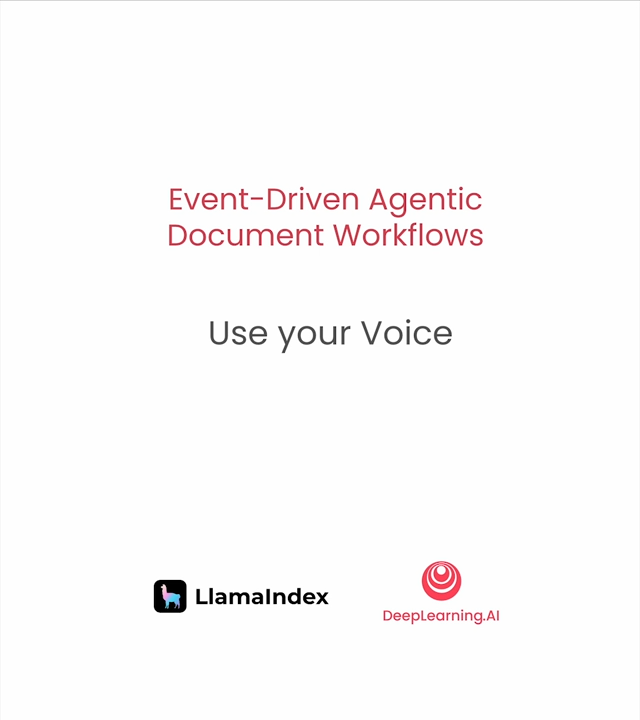 Event-Driven Agentic
Document Workflows
Use your Voice
LlamaIndex
DeepLearning.AI